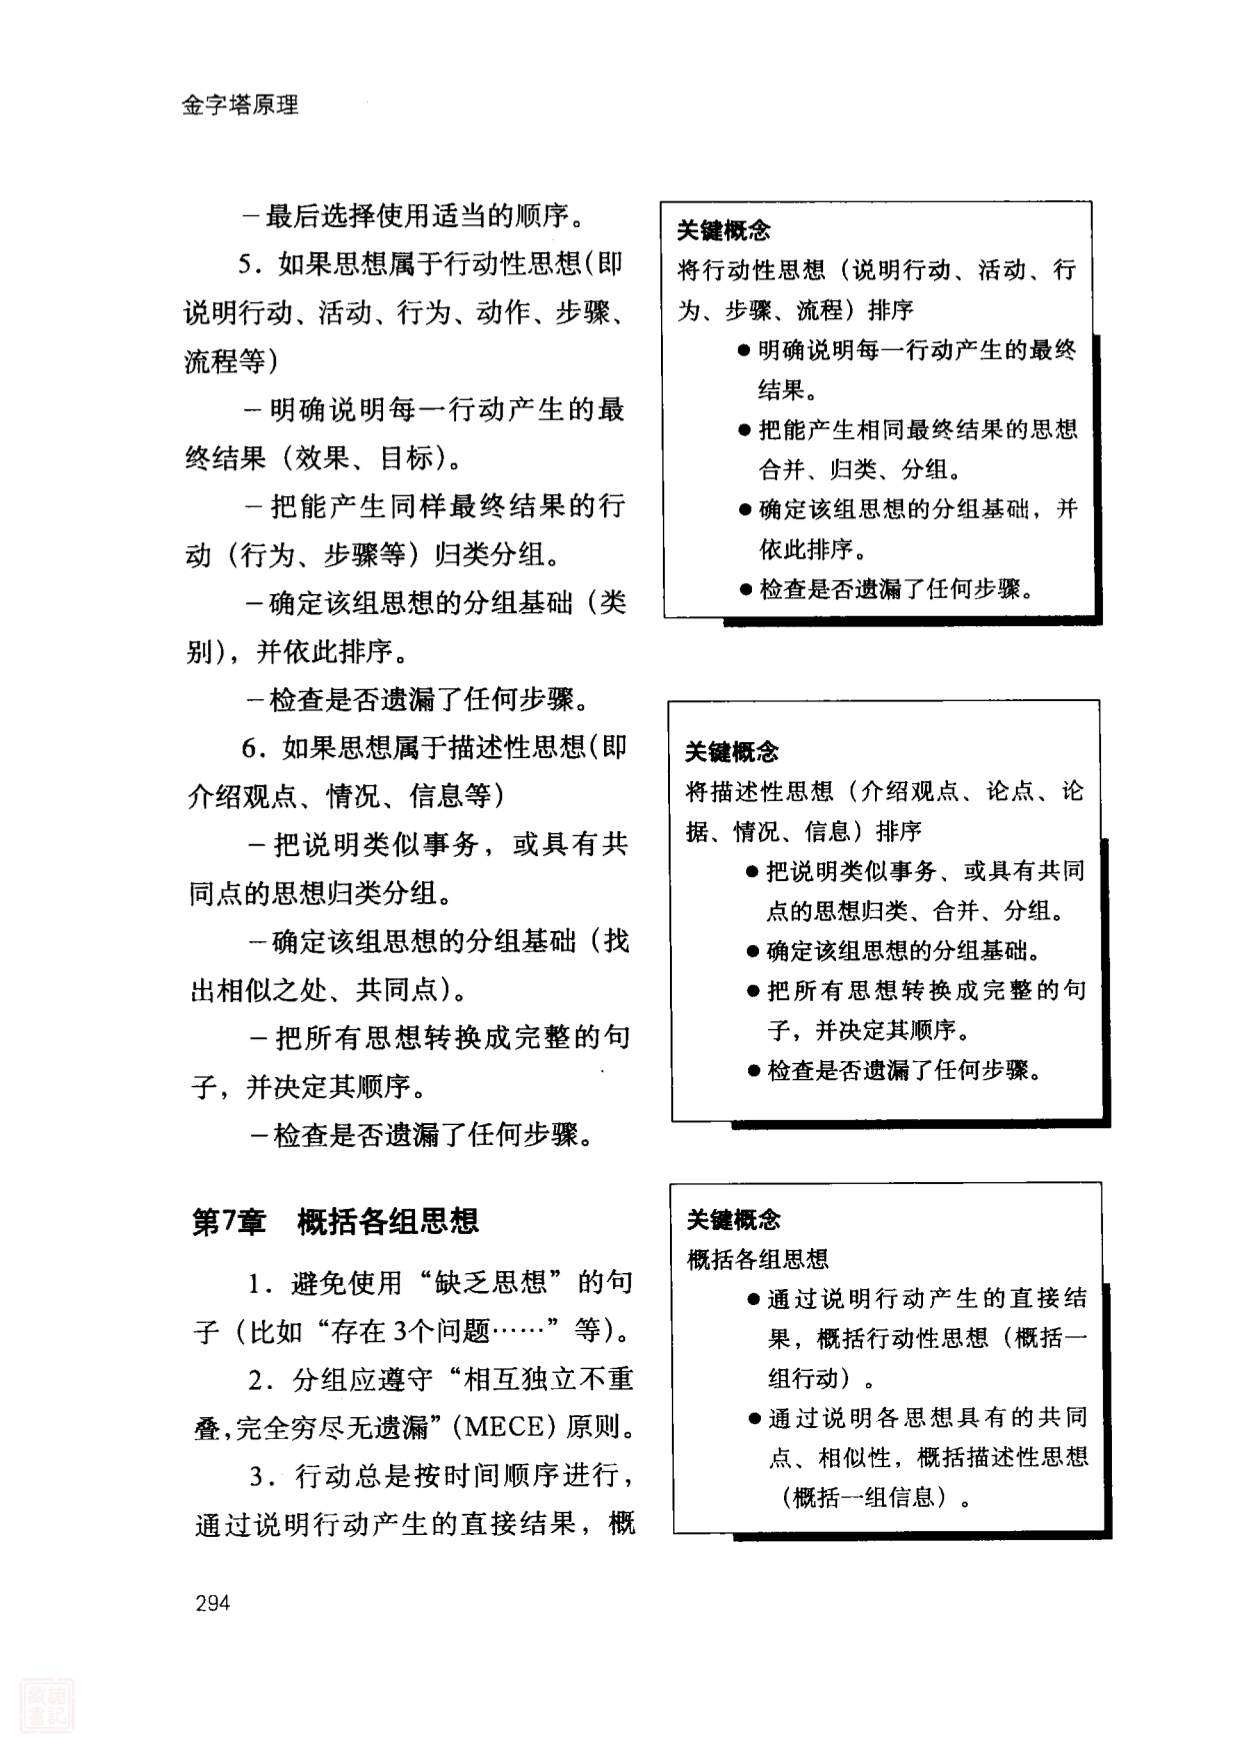 金字塔原理
－最后选择使用适当的顺序。
5．如果思想属于行动性思想（即
说明行动、活动、行为、动作、步骤、
流程等）
－明确说明每一行动产生的最
终结果（效果、目标）。
－把能产生同样最终结果的行
动（行为、步骤等）归类分组。
－确定该组思想的分组基础（类
别），并依此排序。
－检查是否遗漏了任何步骤。
6．如果思想属于描述性思想（即
介绍观点、情况、信息等）
－把说明类似事务，或具有共
同点的思想归类分组。
－确定该组思想的分组基础（找
出相似之处、共同点）。
－把所有思想转换成完整的句
子，并决定其顺序。
－检查是否遗漏了任何步骤。
第7章　概括各组思想
1．避免使用“缺乏思想”的句
子（比如“存在3个问题……”等）。
2．分组应遵守“相互独立不重
叠，完全穷尽无遗漏”（MECE）原则。
3．行动总是按时间顺序进行，
通过说明行动产生的直接结果，概
关键概念
将行动性思想（说明行动、活动、行
为、步骤、流程）排序
●明确说明每一行动产生的最终
结果。
●把能产生相同最终结果的思想
合并、归类、分组。
●确定该组思想的分组基础，并
依此排序。
●检查是否遗漏了任何步骤。
关键概念
将描述性思想（介绍观点、论点、论
据、情况、信息）排序
●把说明类似事务、或具有共同
点的思想归类、合并、分组。
●确定该组思想的分组基础。
●把所有思想转换成完整的句
子，并决定其顺序。
●检查是否遗漏了任何步骤。
关键概念
概括各组思想
●通过说明行动产生的直接结
果，概括行动性思想（概括一
组行动）。
●通过说明各思想具有的共同
点、相似性，概括描述性思想
（概括一组信息）。
294